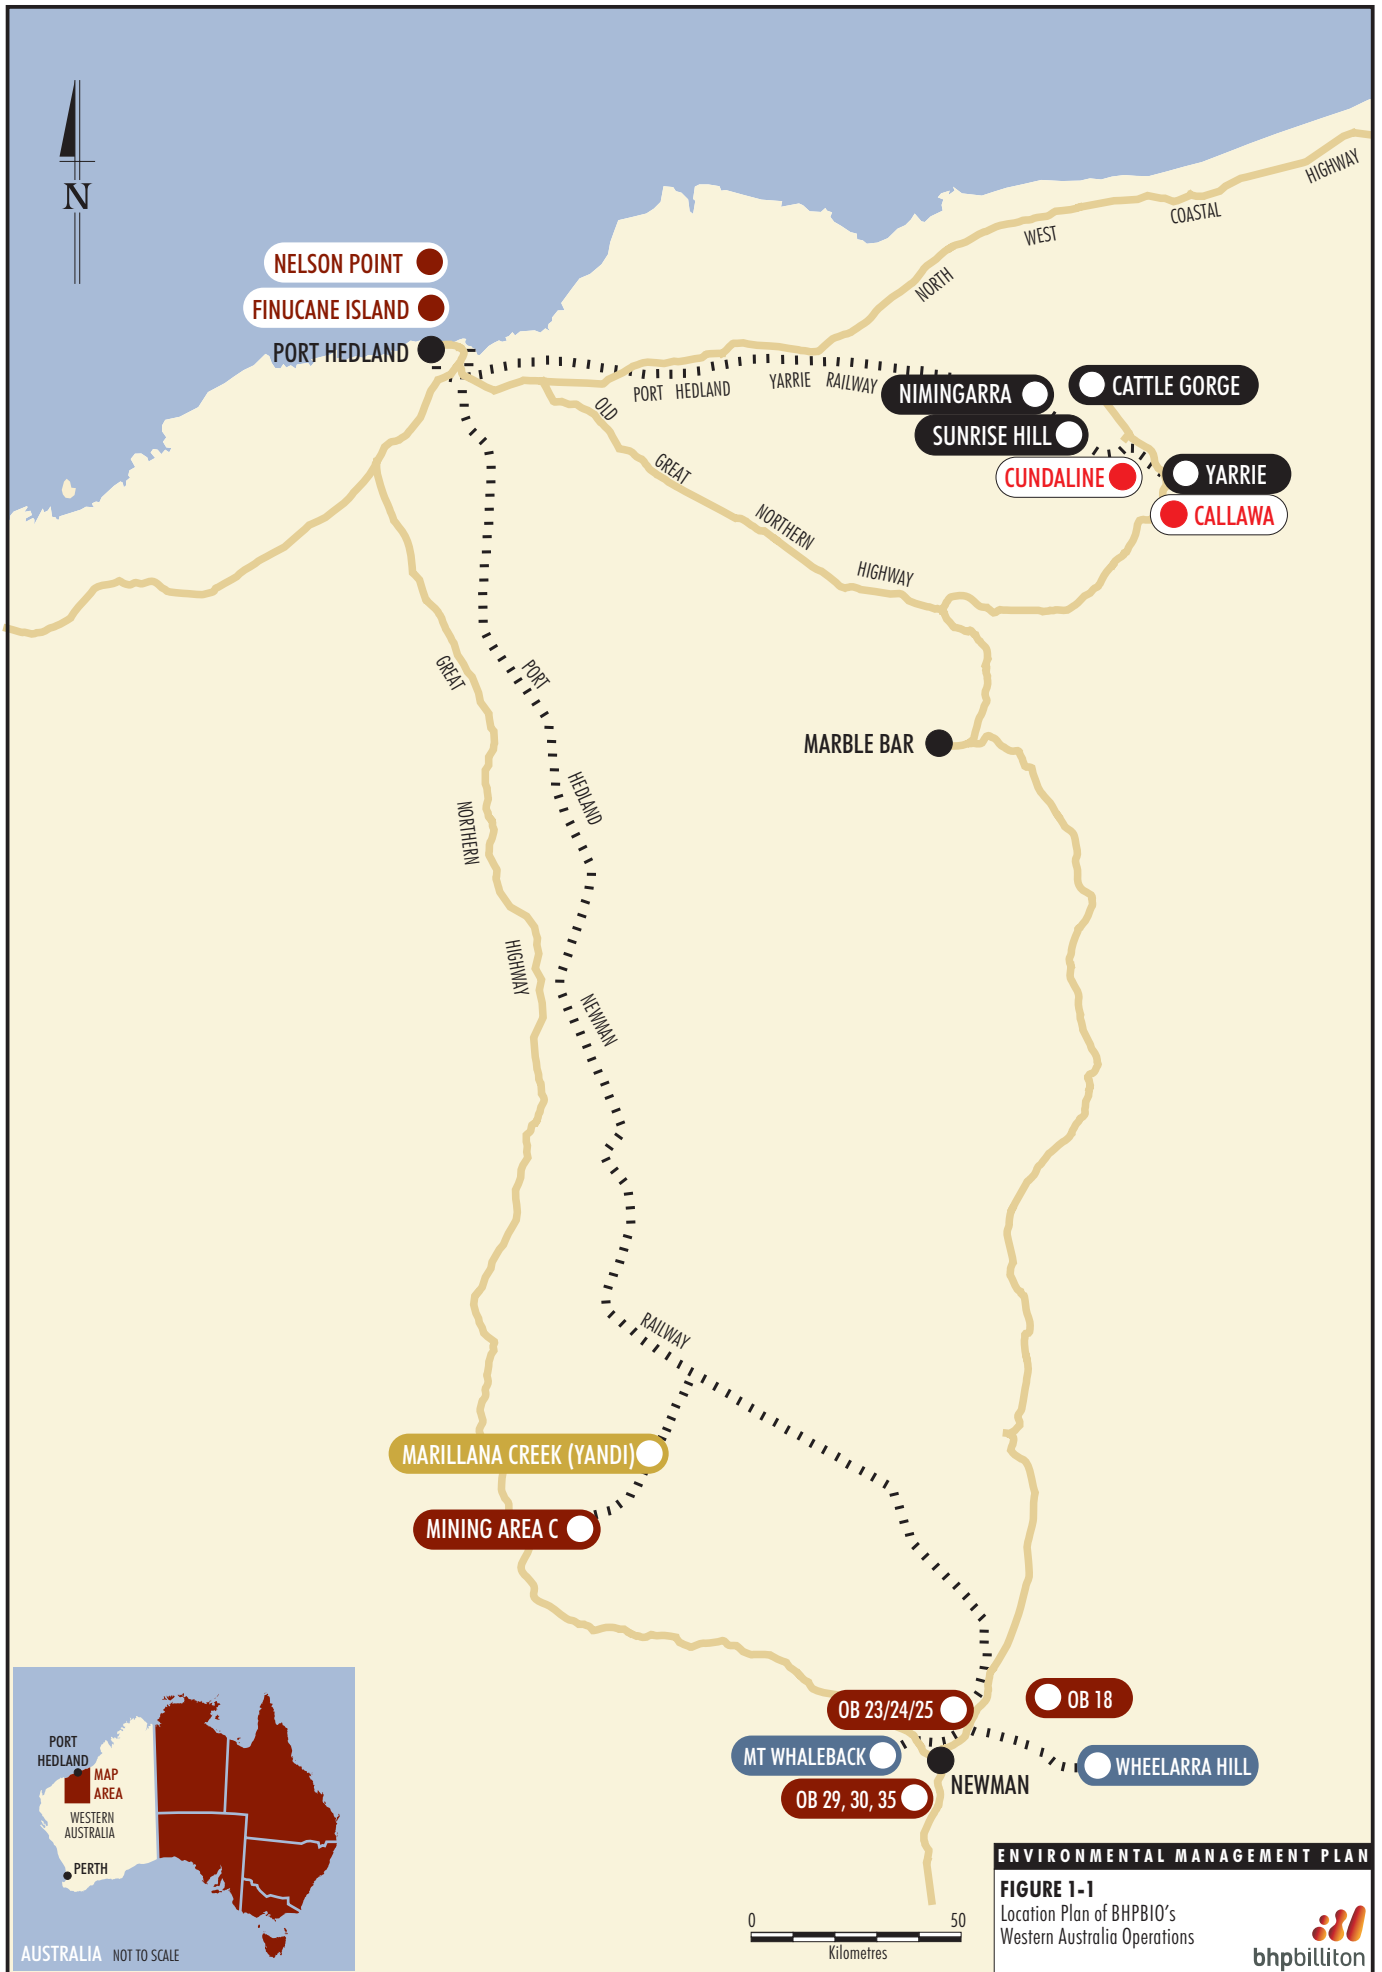 N
HIGHWAY
COASTAL
WEST
NORTH
NELSON POINT
FINUCANE ISLAND
PORT HEDLAND
PORT HEDLAND YARRIE RAILWAY
NIMINGARRA
CATTLE GORGE
SUNRISE HILL
CUNDALINE
YARRIE
CALLAWA
OLD
GREAT
NORTHERN
HIGHWAY
GREAT
NORTHERN
HIGHWAY
PORT
HEDLAND
NEWMAN
RAILWAY
MARBLE BAR
MARILLANA CREEK (YANDI)
MINING AREA C
OB 23/24/25
OB 18
MT WHALEBACK
WHEELARRA HILL
NEWMAN
OB 29, 30, 35
PORT
HEDLAND
MAP
AREA
WESTERN
AUSTRALIA
PERTH
AUSTRALIA NOT TO SCALE
0 50
Kilometres
ENVIRONMENTAL MANAGEMENT PLAN
FIGURE 1-1
Location Plan of BHPBIO's
Western Australia Operations
bhpbilliton